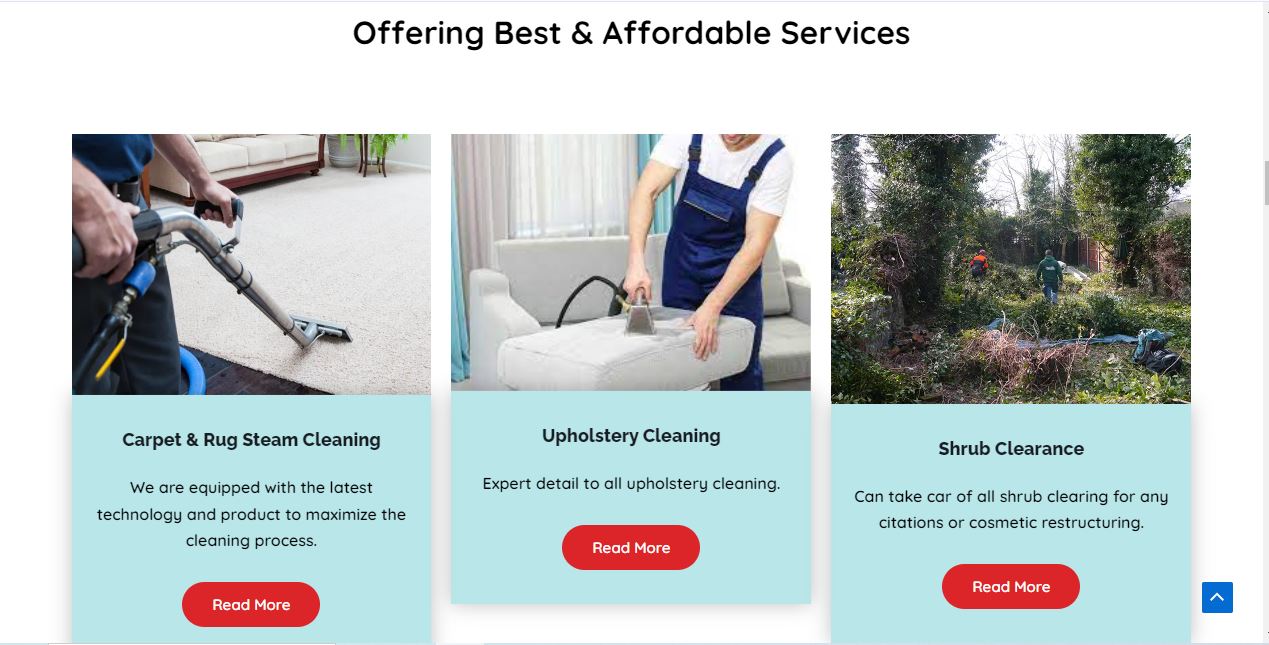 Offering Best & Affordable Services
Carpet & Rug Steam Cleaning
We are equipped with the latest
technology and product to maximize the
cleaning process.
Read More
Upholstery Cleaning
Expert detail to all upholstery cleaning.
Read More
Shrub Clearance
Can take car of all shrub clearing for any
citations or cosmetic restructuring.
Read More